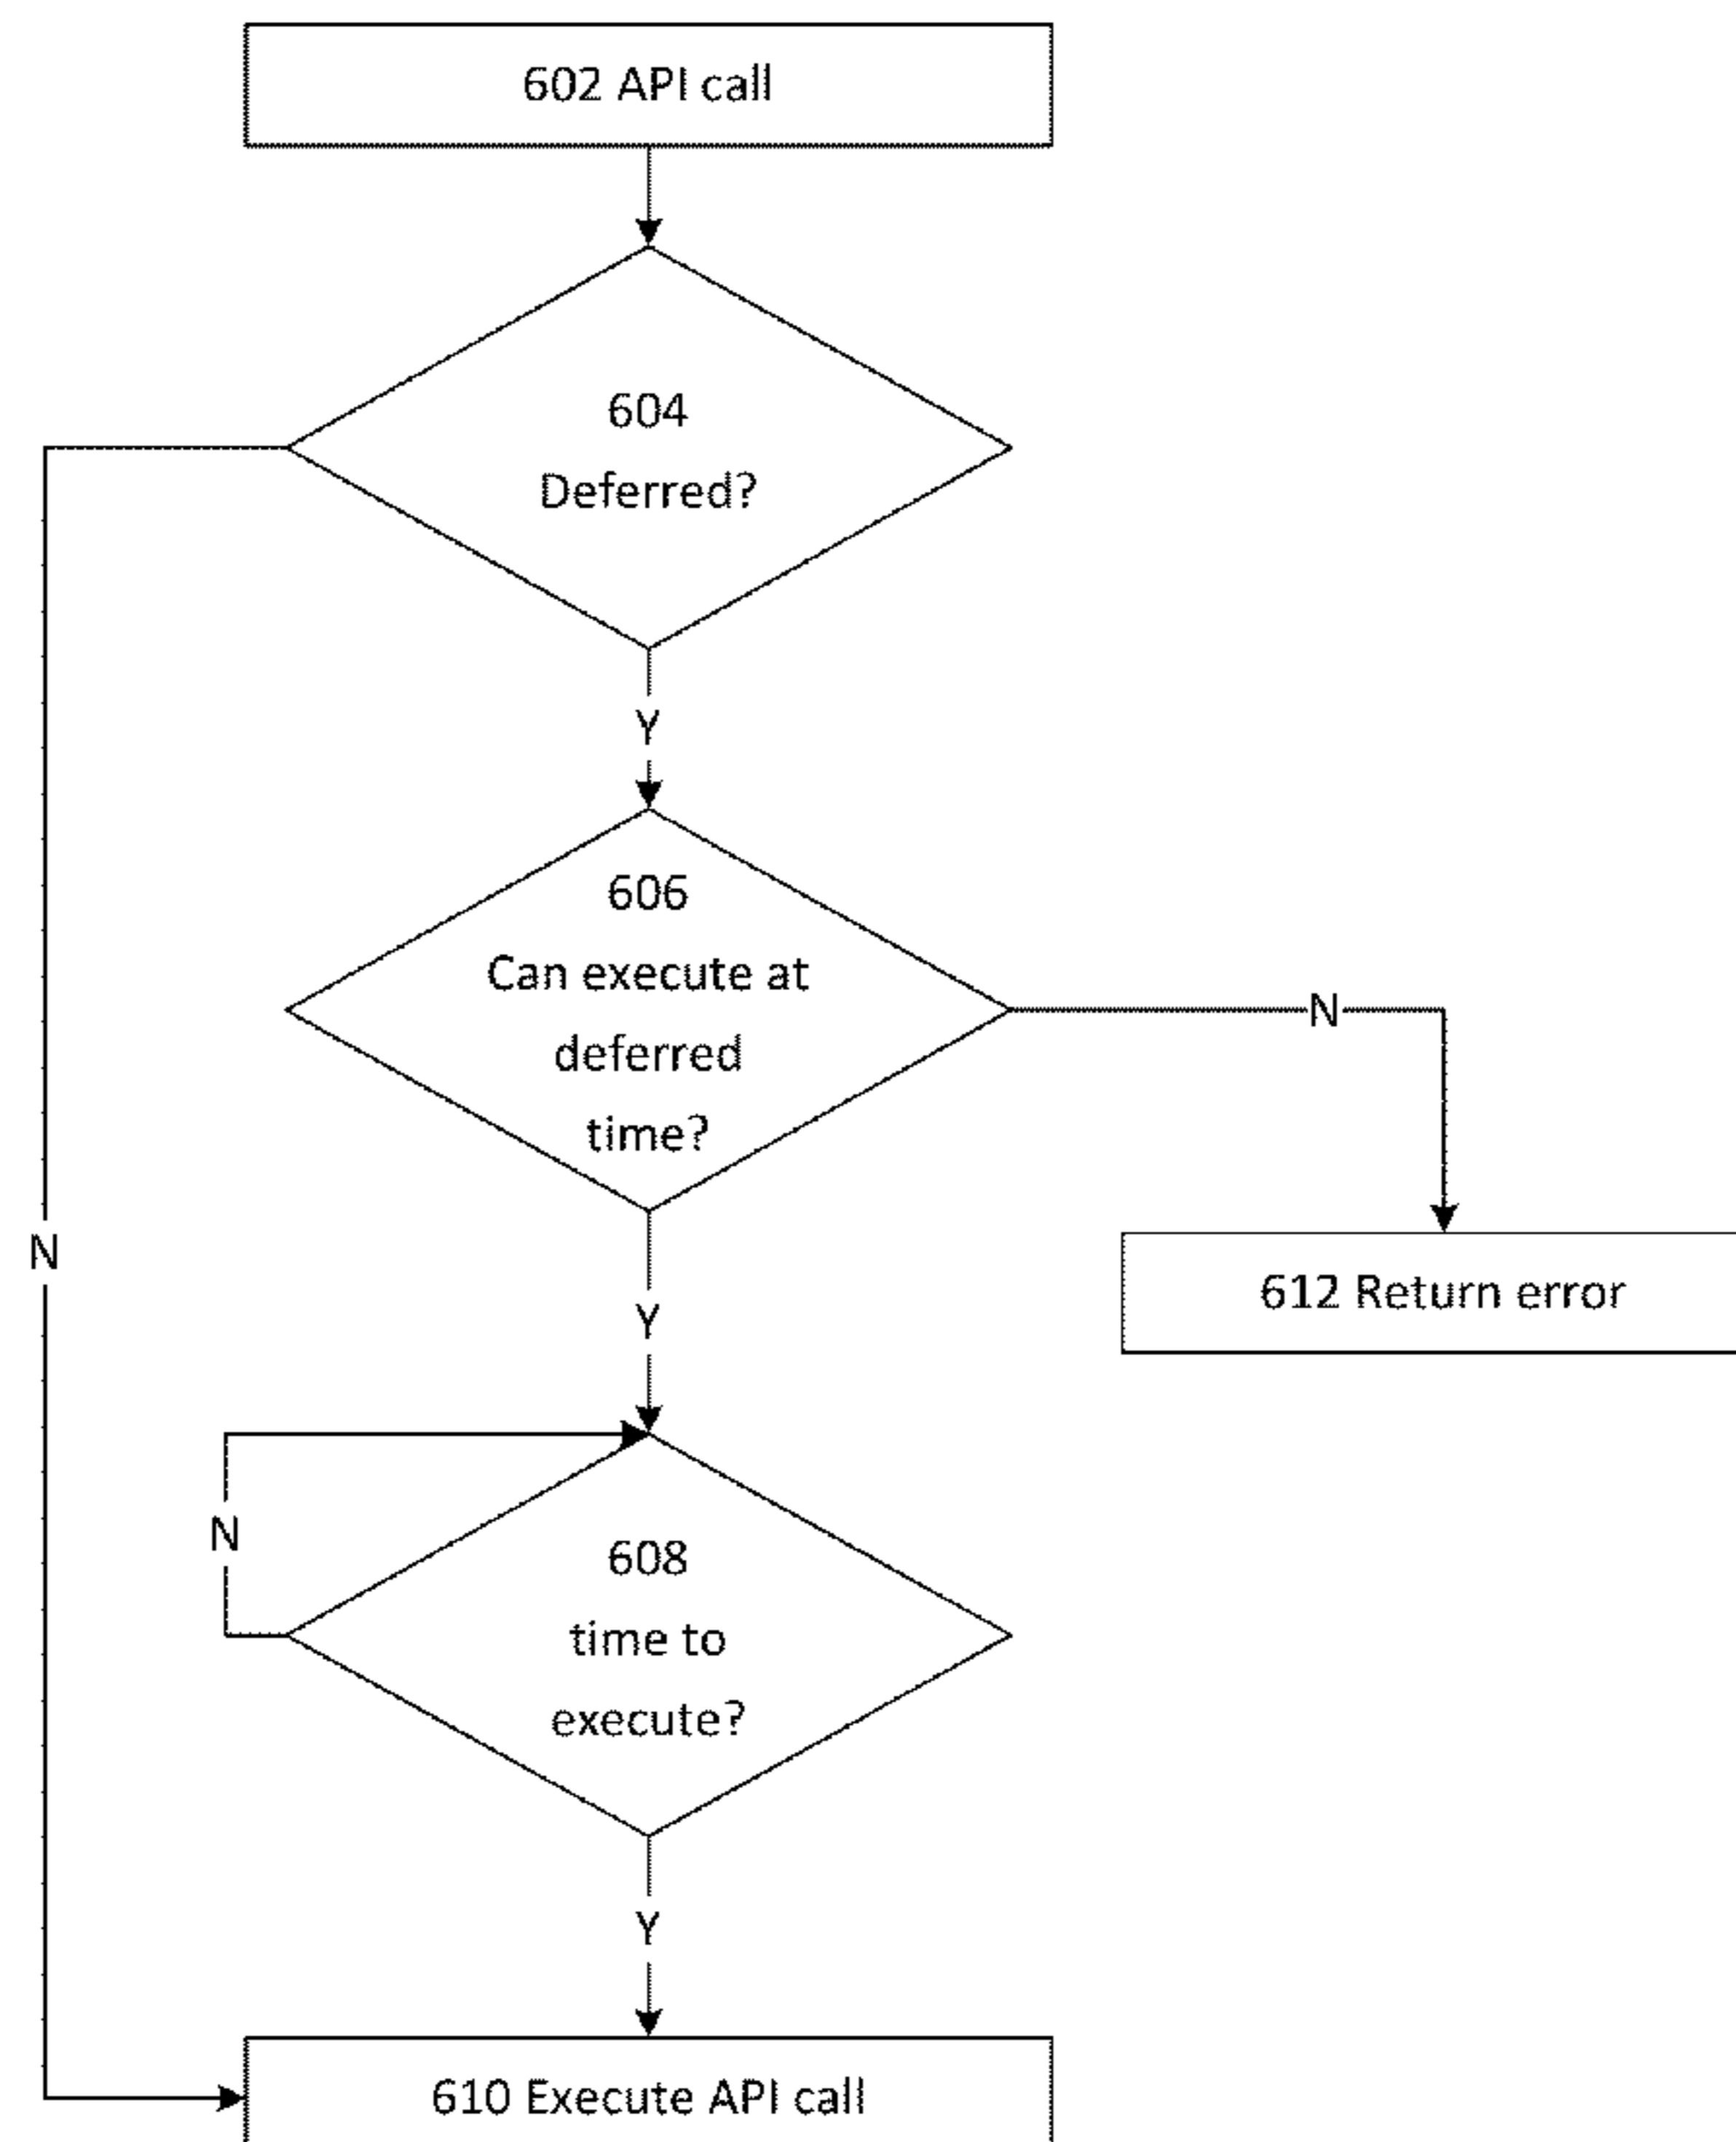 602 API call
604
Deferred?
Y
606
Can execute at
deferred
time?
N
N
612 Return error
Y
N
608
time to
execute?
Y
610 Execute API call